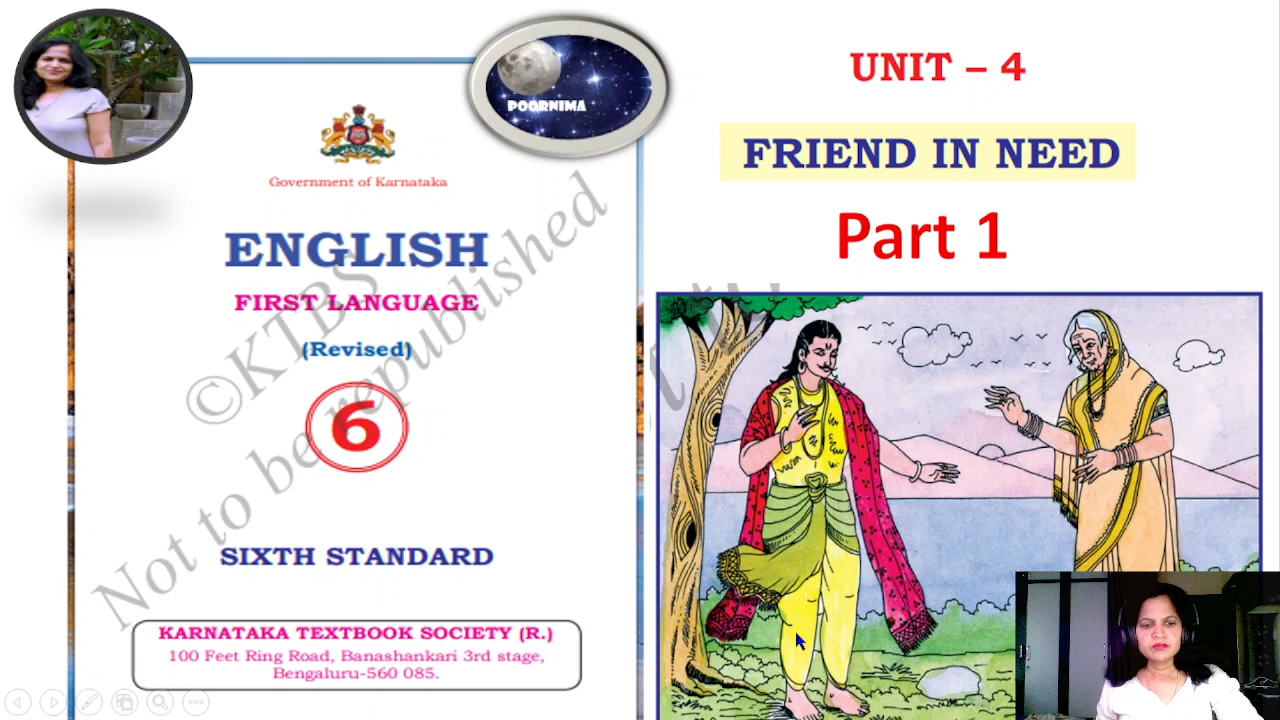 POORNIMA
Government of Karnataka
ENGLISH
FIRST LANGUAGE
(Revised)
6
SIXTH STANDARD
KARNATAKA TEXTBOOK SOCIETY (R.)
100 Feet Ring Road, Banashankari 3rd stage,
Bengaluru-560 085.
©KTBS
Not to be republished
UNIT – 4
FRIEND IN NEED
Part 1